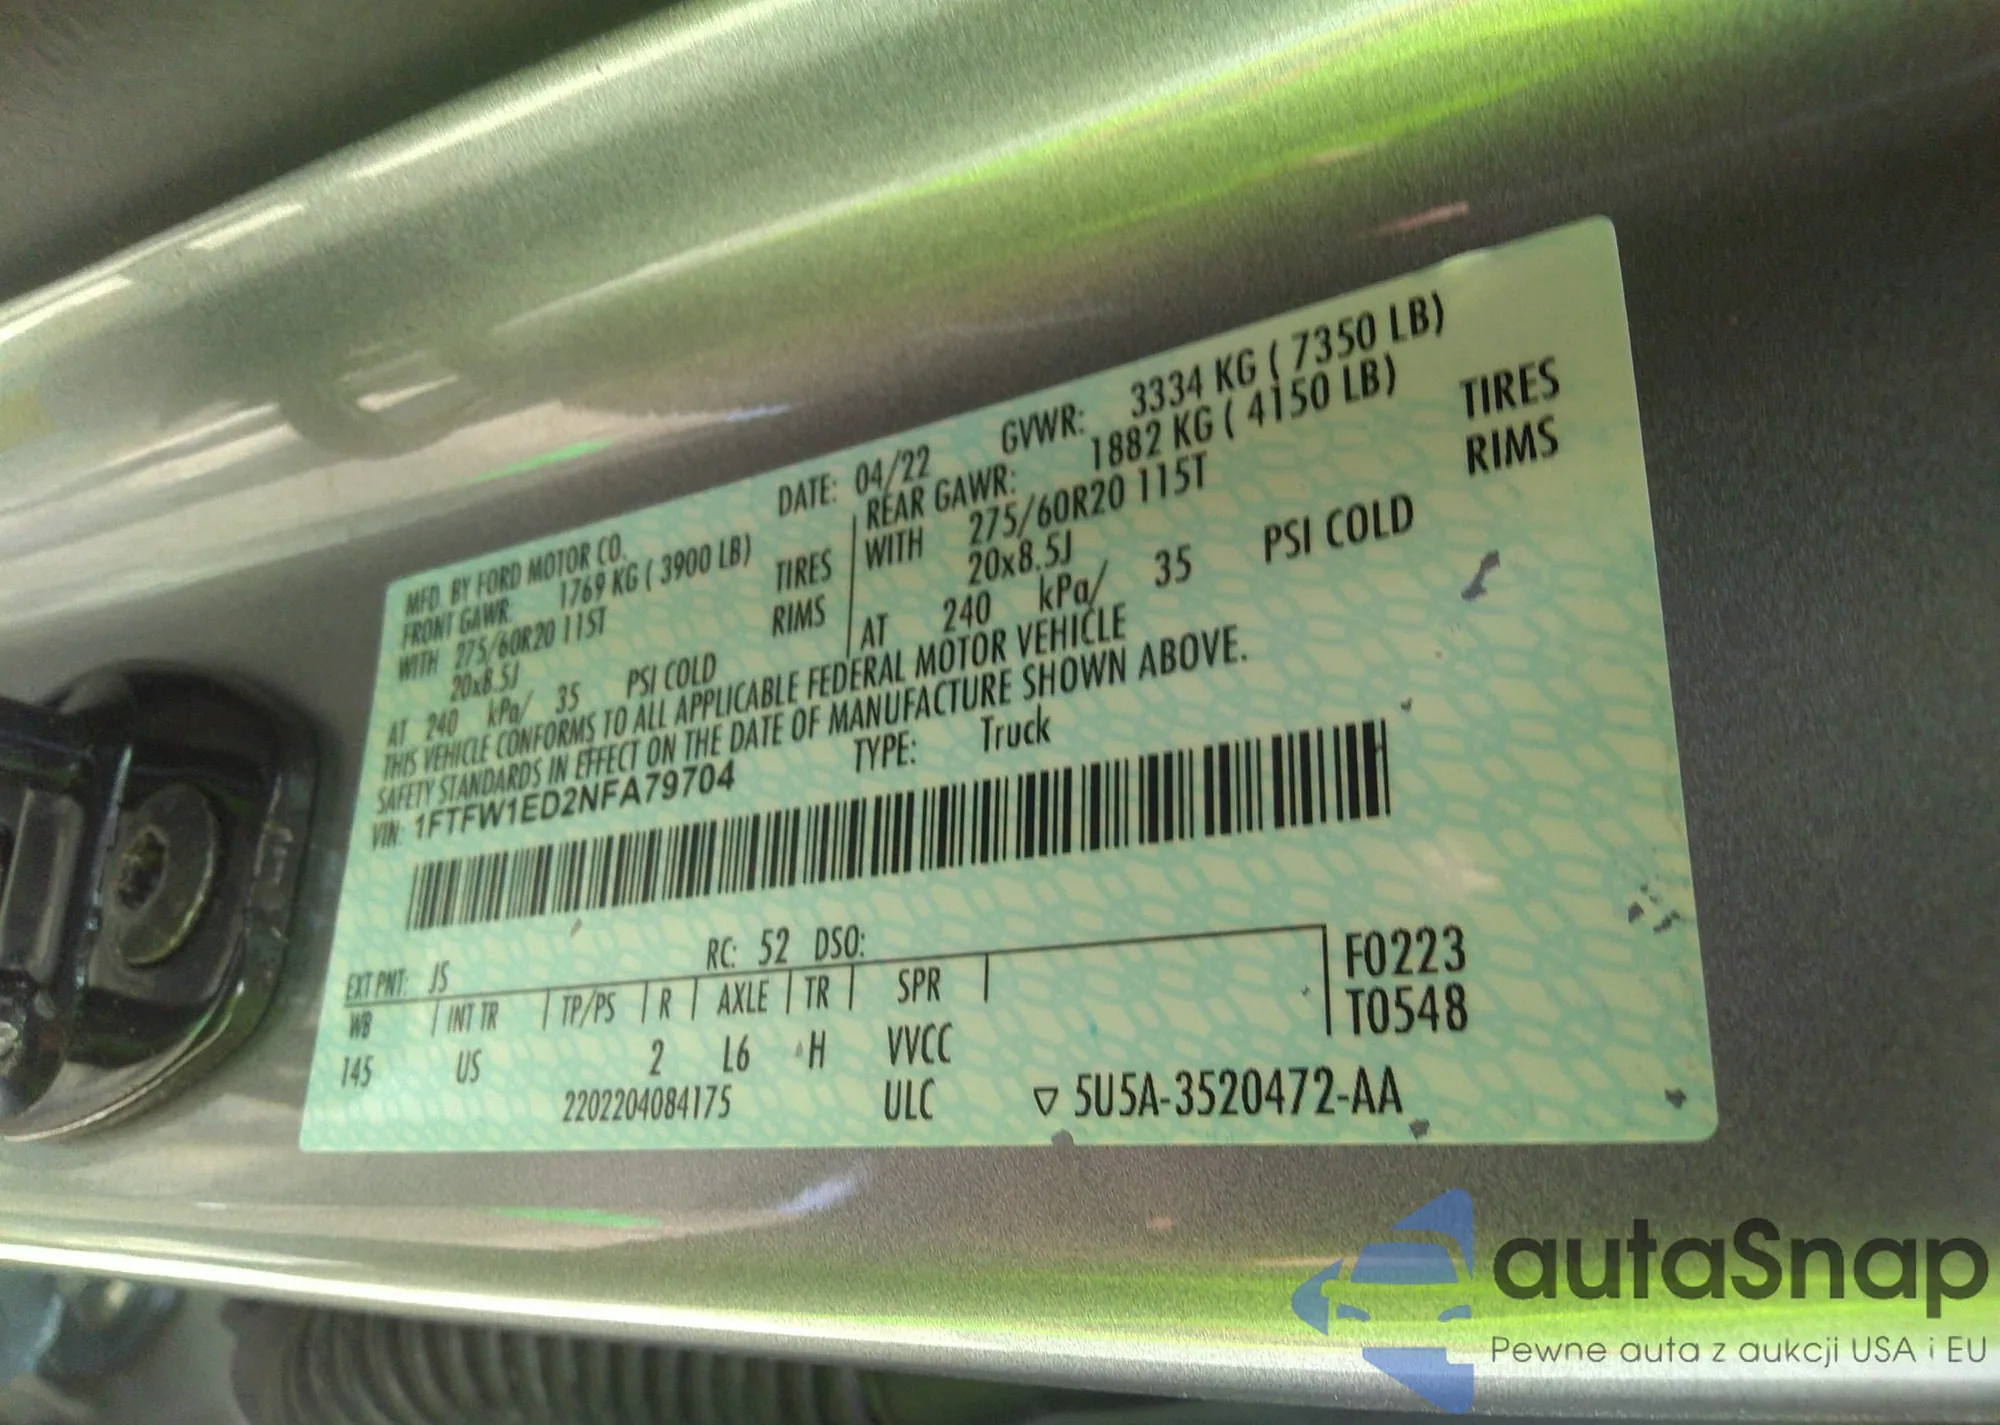 MFD. BY FORD MOTOR CO.
DATE: 04/22
GVWR: 3334 KG ( 7350 LB)
FRONT GAWR: 1769 KG ( 3900 LB)
REAR GAWR: 1882 KG ( 4150 LB)
WITH 275/60R20 115T TIRES
WITH 275/60R20 115T TIRES
20x8.5J RIMS
20x8.5J RIMS
AT 240 kPa/ 35 PSI COLD
AT 240 kPa/ 35 PSI COLD
THIS VEHICLE CONFORMS TO ALL APPLICABLE FEDERAL MOTOR VEHICLE
SAFETY STANDARDS IN EFFECT ON THE DATE OF MANUFACTURE SHOWN ABOVE.
VIN: 1FTFW1ED2NFA79704
TYPE: Truck
EXT PNT: JS RC: 52 DSO:
WB | INT TR | TP/PS | R | AXLE | TR | SPR |
145 US 2 L6 H VVCC
F0223
T0548
2202204084175 ULC ▽ 5U5A-3520472-AA
autaSnap
Pewne auta z aukcji USA i EU